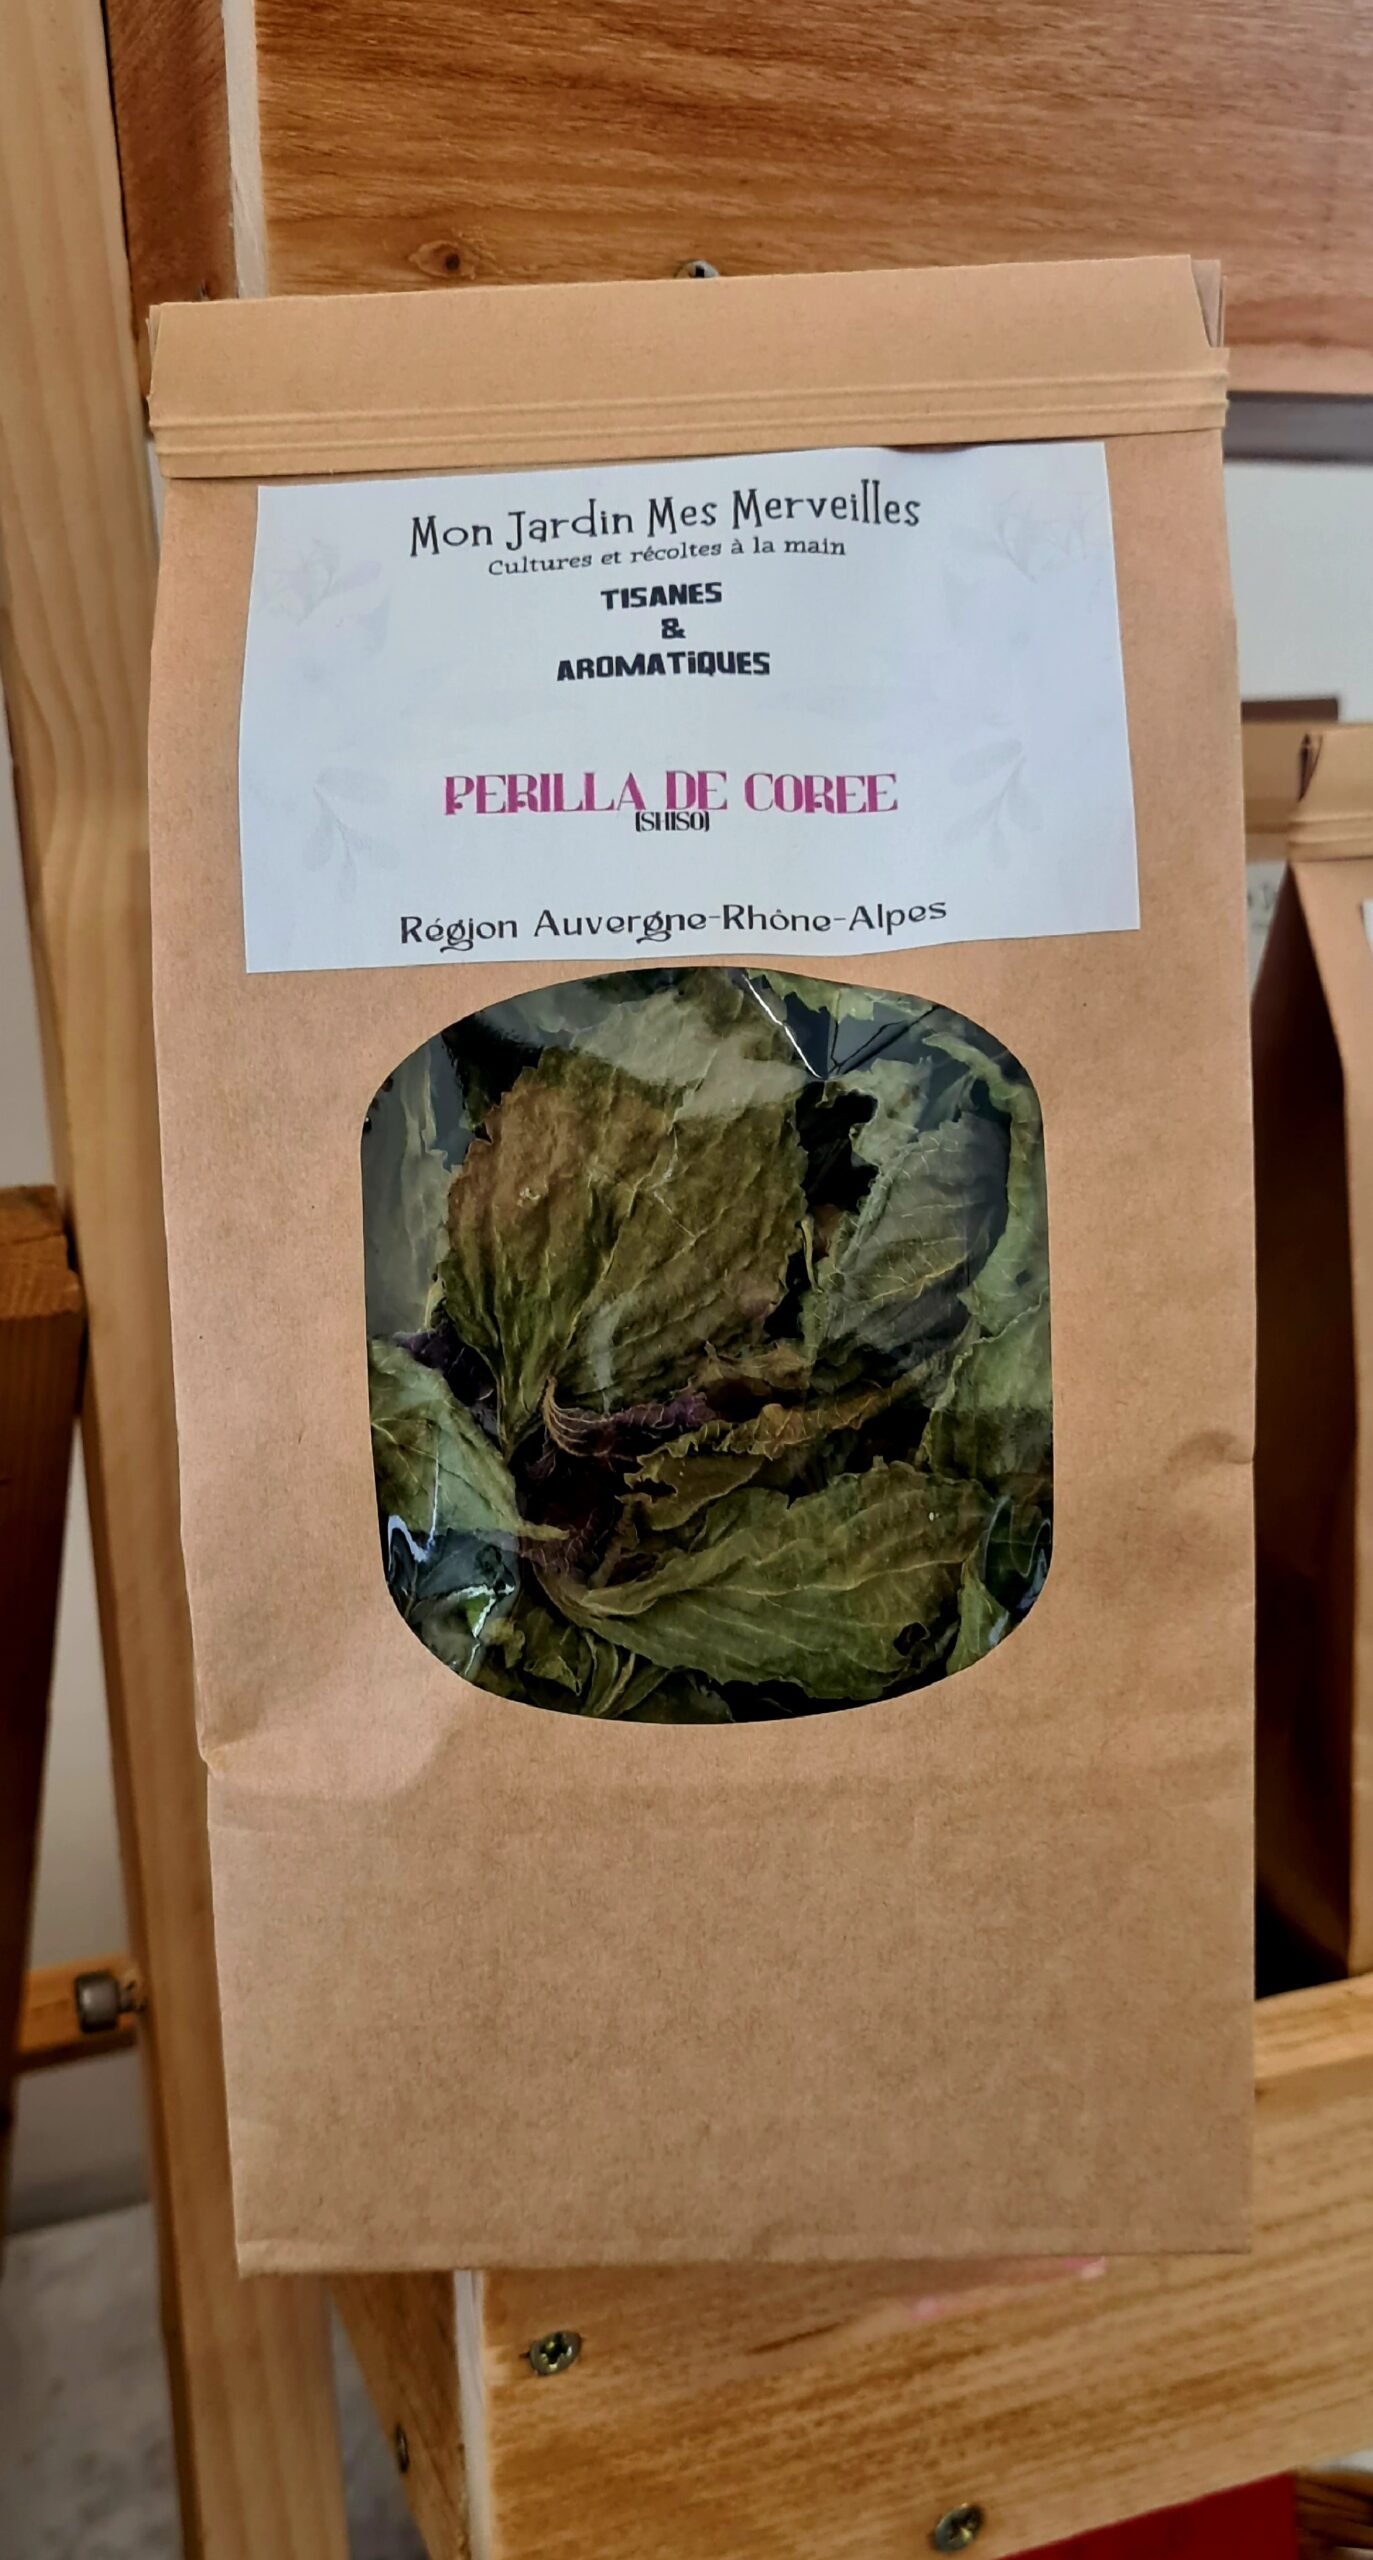 Mon Jardin Mes Merveilles
Cultures et récoltes à la main
TISANES
&
AROMATiQUES
PERILLA DE COREE
(SHISO)
Région Auvergne-Rhône-Alpes